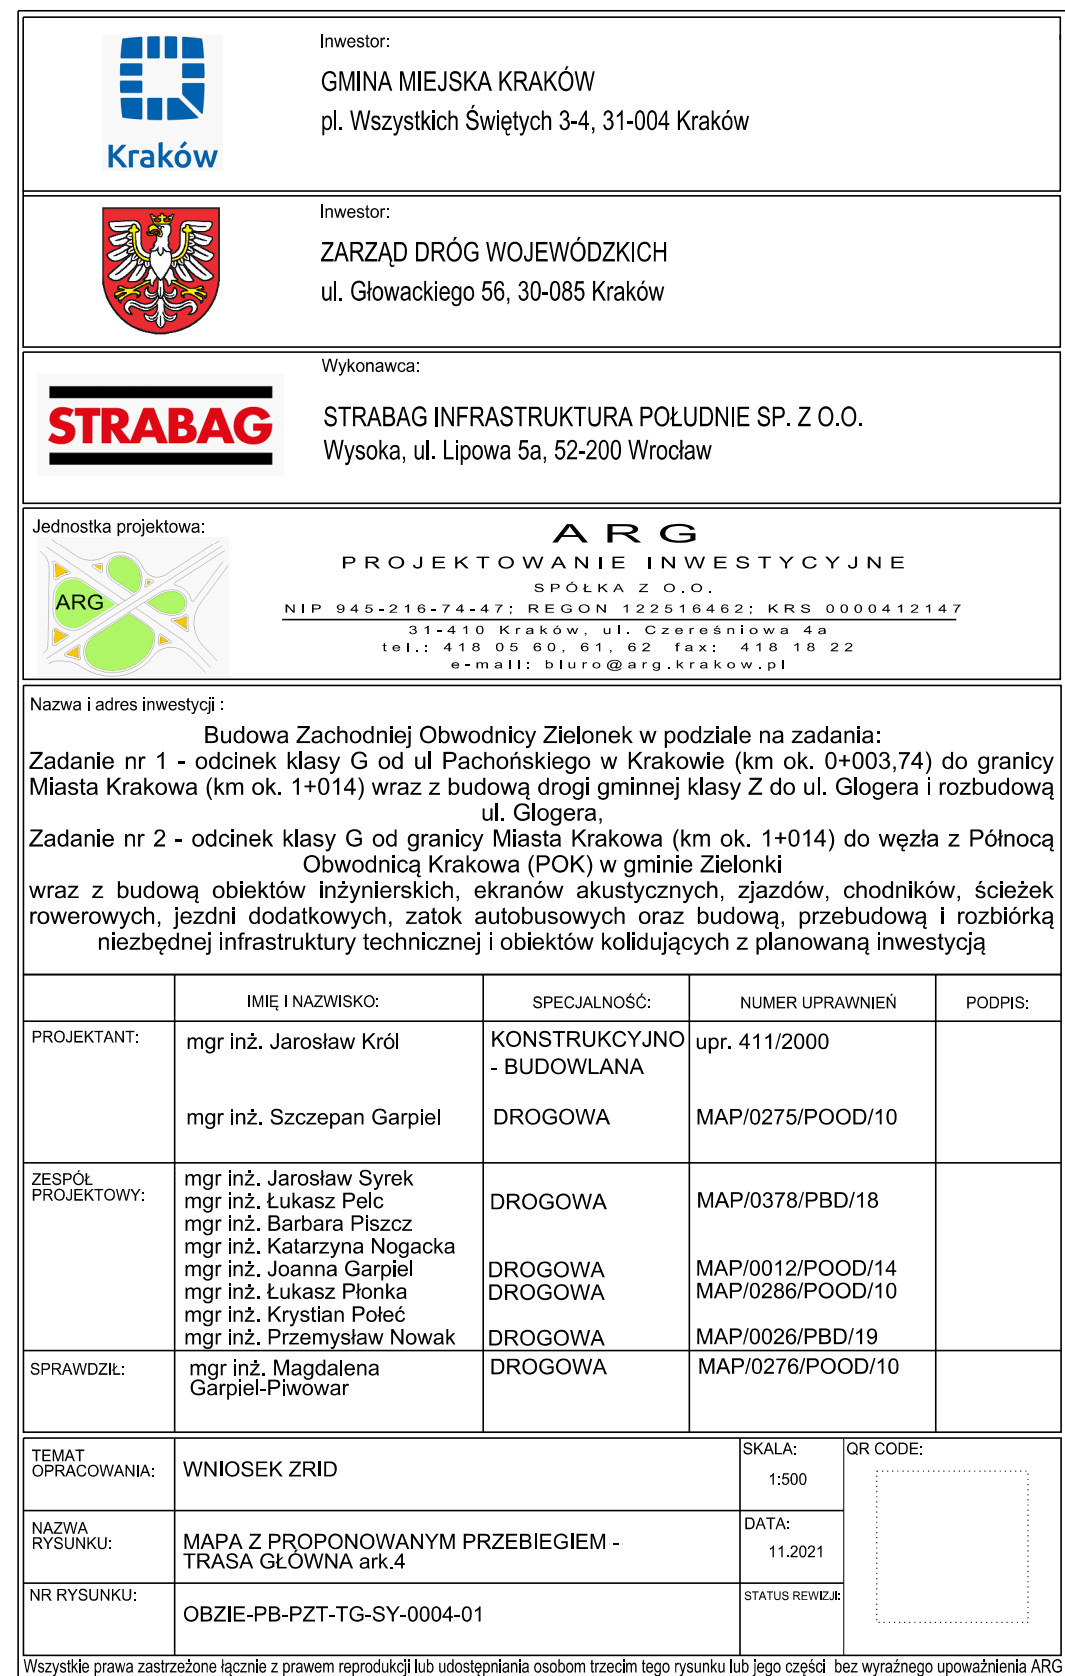 Kraków
Inwestor:
GMINA MIEJSKA KRAKÓW
pl. Wszystkich Świętych 3-4, 31-004 Kraków
Inwestor:
ZARZĄD DRÓG WOJEWÓDZKICH
ul. Głowackiego 56, 30-085 Kraków
STRABAG
Wykonawca:
STRABAG INFRASTRUKTURA POŁUDNIE SP. Z O.O.
Wysoka, ul. Lipowa 5a, 52-200 Wrocław
Jednostka projektowa:
ARG
ARG
PROJEKTOWANIE INWESTYCYJNE
SPÓŁKA Z O.O.
NIP 945-216-74-47; REGON 122516462; KRS 0000412147
31-410 Kraków, ul. Czereśniowa 4a
tel.: 418 05 60, 61, 62 fax: 418 18 22
e-mail: biuro@arg.krakow.pl
Nazwa i adres inwestycji :
Budowa Zachodniej Obwodnicy Zielonek w podziale na zadania:
Zadanie nr 1 - odcinek klasy G od ul Pachońskiego w Krakowie (km ok. 0+003,74) do granicy
Miasta Krakowa (km ok. 1+014) wraz z budową drogi gminnej klasy Z do ul. Glogera i rozbudową
ul. Glogera,
Zadanie nr 2 - odcinek klasy G od granicy Miasta Krakowa (km ok. 1+014) do węzła z Północą
Obwodnicą Krakowa (POK) w gminie Zielonki
wraz z budową obiektów inżynierskich, ekranów akustycznych, zjazdów, chodników, ścieżek
rowerowych, jezdni dodatkowych, zatok autobusowych oraz budową, przebudową i rozbiórką
niezbędnej infrastruktury technicznej i obiektów kolidujących z planowaną inwestycją
IMIĘ I NAZWISKO: SPECJALNOŚĆ: NUMER UPRAWNIEŃ PODPIS:
PROJEKTANT: mgr inż. Jarosław Król KONSTRUKCYJNO upr. 411/2000
- BUDOWLANA
mgr inż. Szczepan Garpiel DROGOWA MAP/0275/POOD/10
ZESPÓŁ
PROJEKTOWY:
mgr inż. Jarosław Syrek
mgr inż. Łukasz Pelc DROGOWA MAP/0378/PBD/18
mgr inż. Barbara Piszcz
mgr inż. Katarzyna Nogacka
mgr inż. Joanna Garpiel DROGOWA MAP/0012/POOD/14
mgr inż. Łukasz Płonka DROGOWA MAP/0286/POOD/10
mgr inż. Krystian Połeć
mgr inż. Przemysław Nowak DROGOWA MAP/0026/PBD/19
SPRAWDZIŁ: mgr inż. Magdalena DROGOWA MAP/0276/POOD/10
Garpiel-Piwowar
TEMAT
OPRACOWANIA:
WNIOSEK ZRID
SKALA:
1:500
QR CODE:
NAZWA
RYSUNKU:
MAPA Z PROPONOWANYM PRZEBIEGIEM -
TRASA GŁÓWNA ark.4
DATA:
11.2021
NR RYSUNKU:
OBZIE-PB-PZT-TG-SY-0004-01
STATUS REWIZJI:
Wszystkie prawa zastrzeżone łącznie z prawem reprodukcji lub udostępniania osobom trzecim tego rysunku lub jego części bez wyraźnego upoważnienia ARG